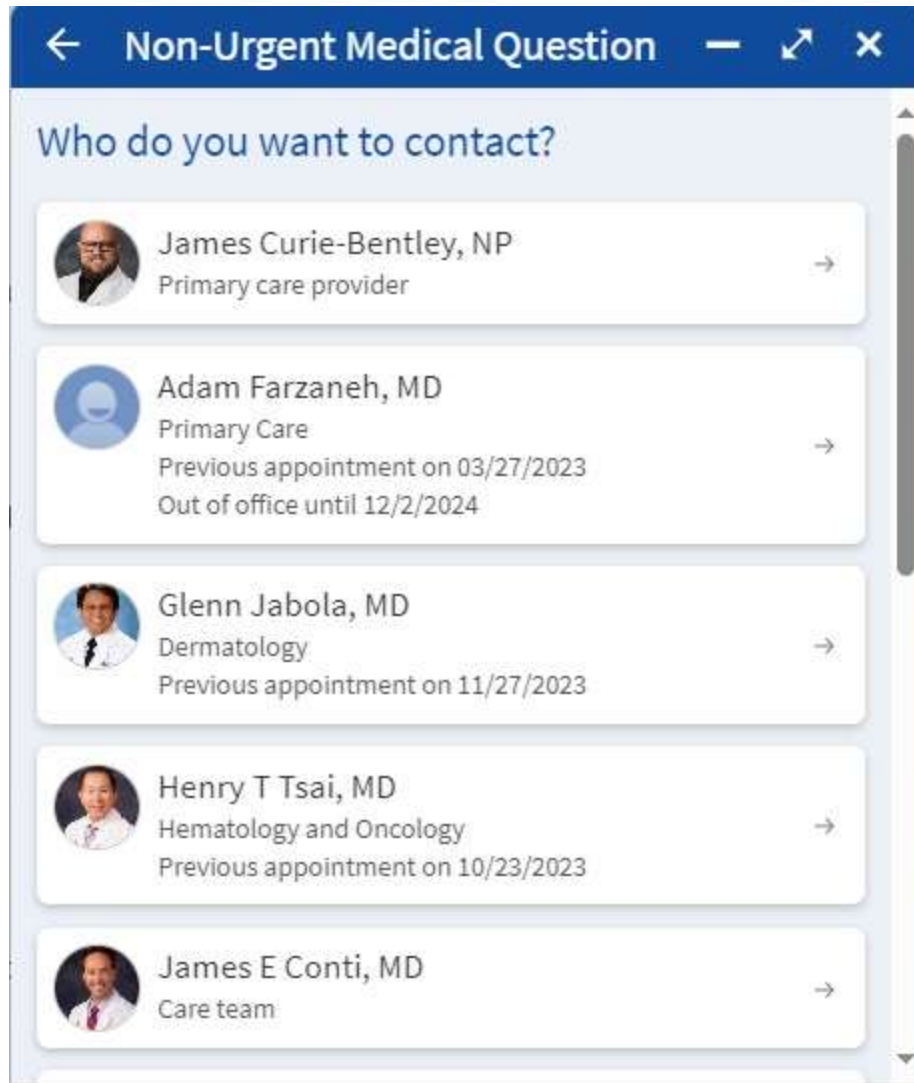 Non-Urgent Medical Question
Who do you want to contact?
James Curie-Bentley, NP
Primary care provider
Adam Farzaneh, MD
Primary Care
Previous appointment on 03/27/2023
Out of office until 12/2/2024
Glenn Jabola, MD
Dermatology
Previous appointment on 11/27/2023
Henry T Tsai, MD
Hematology and Oncology
Previous appointment on 10/23/2023
James E Conti, MD
Care team